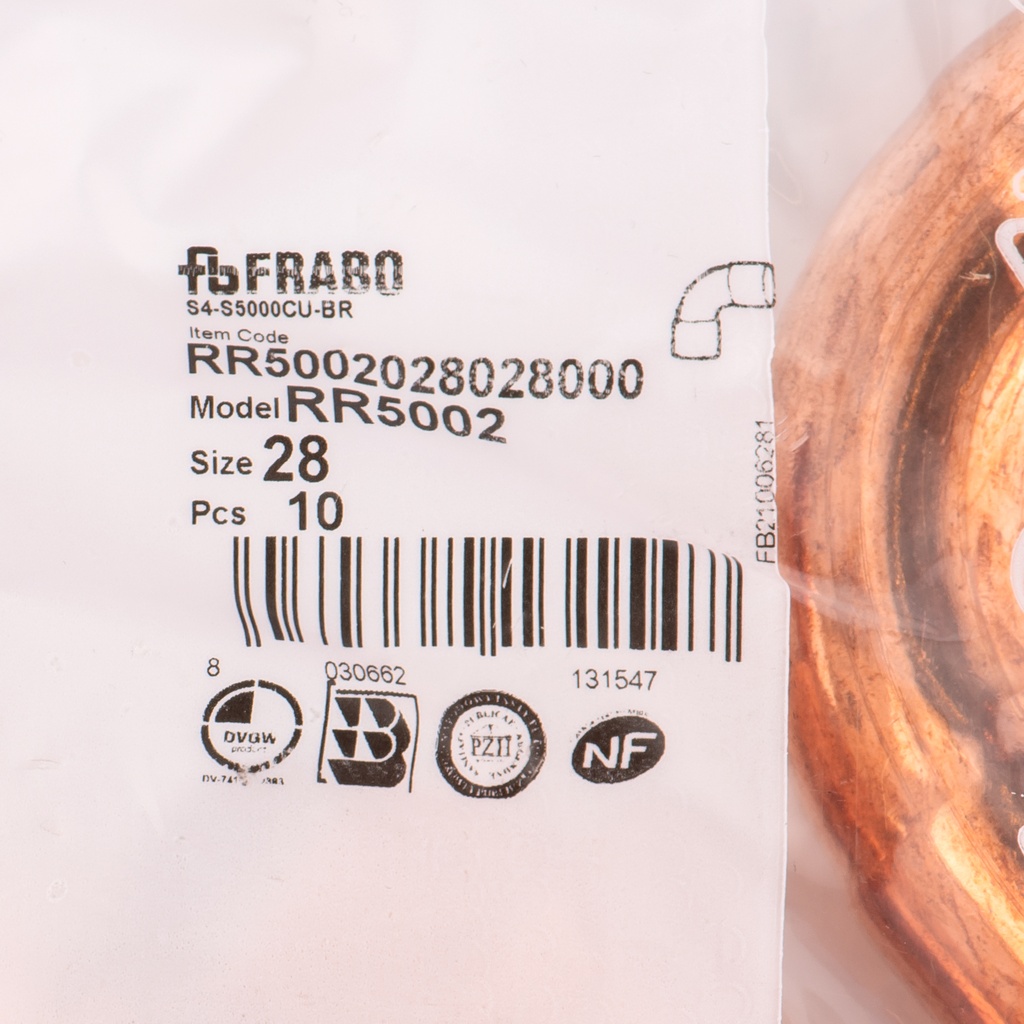 FRABO
S4-S5000CU-BR
Item Code
RR5002028028000
Model RR5002
Size 28
Pcs 10
8 030662 131547
FB21006281
DVGW
product
PZH
NF